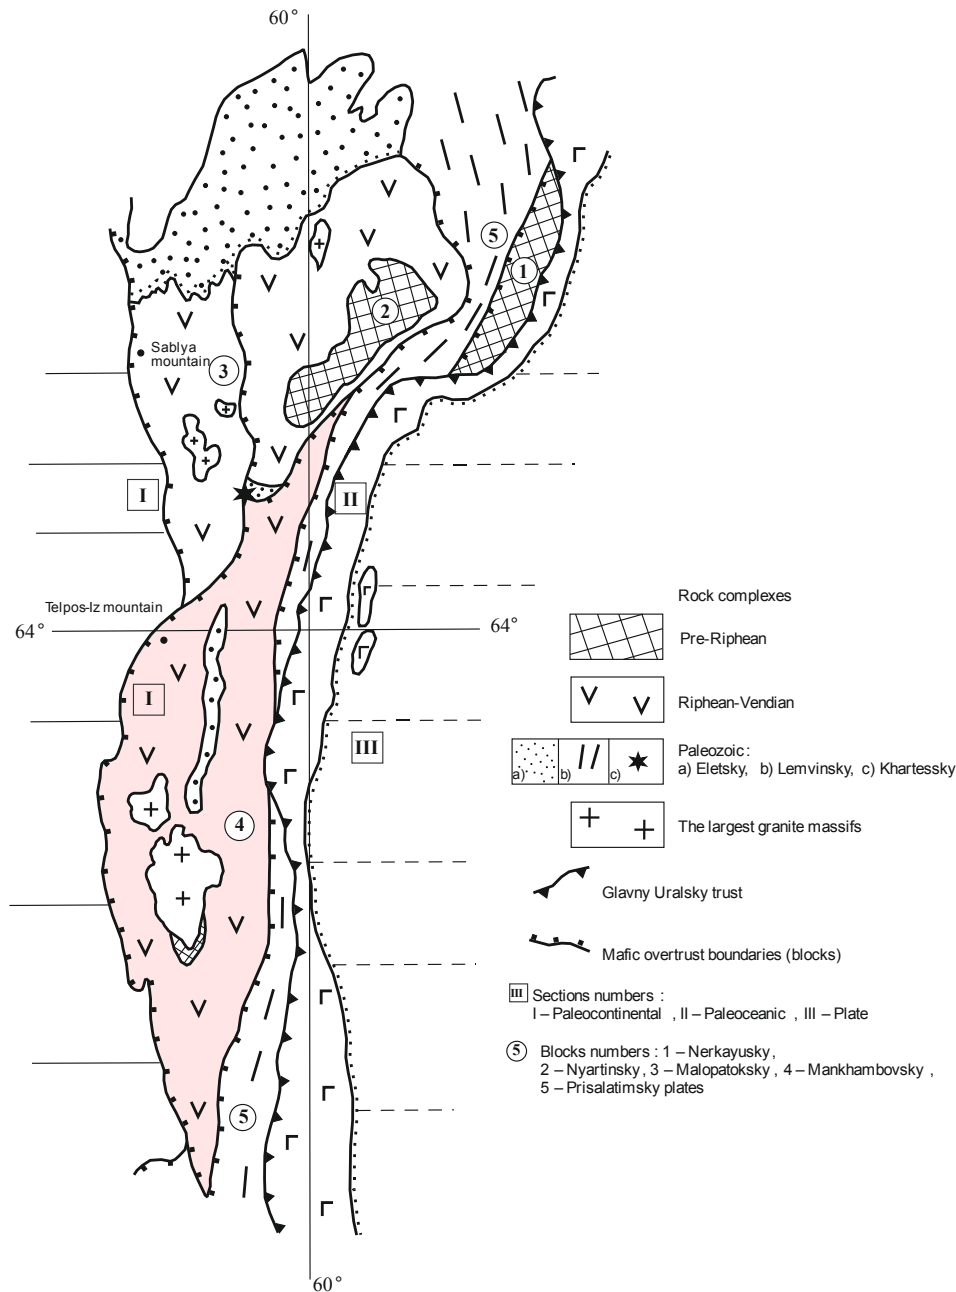 60°
5
1
2
Sablya
mountain
3
I
II
Telpos-Iz mountain
64°
64°
I
III
4
5
60°
Rock complexes
Pre-Riphean
Riphean-Vendian
a) b) c)
Paleozoic:
a) Eletsky, b) Lemvinsky, c) Khartessky
The largest granite massifs
Glavny Uralsky trust
Mafic overtrust boundaries (blocks)
III Sections numbers :
I – Paleocontinental , II – Paleoceanic , III – Plate
5 Blocks numbers : 1 – Nerkayusky,
2 – Nyartinsky, 3 – Malopatoksky, 4 – Mankhambovsky ,
5 – Prisalatimsky plates